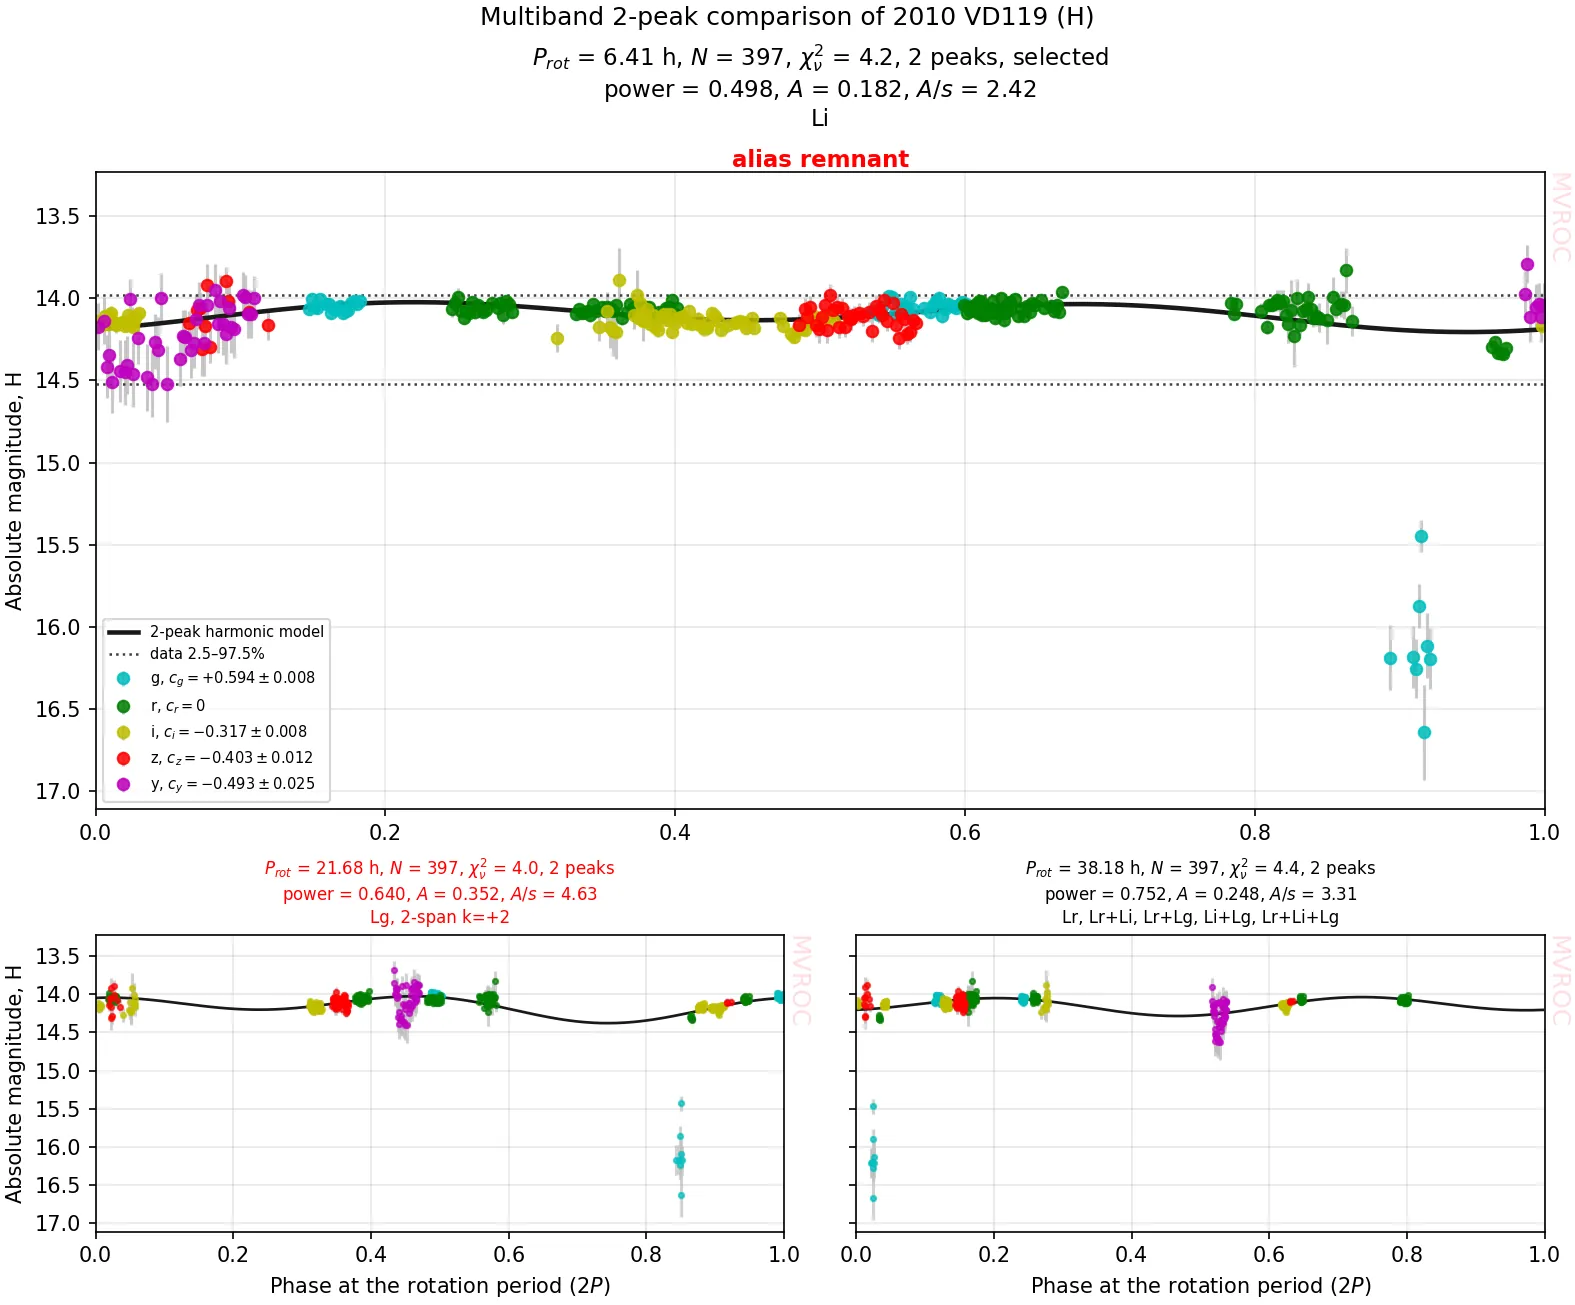 Multiband 2-peak comparison of 2010 VD119 (H)
P_rot = 6.41 h, N = 397, χ²_ν = 4.2, 2 peaks, selected
power = 0.498, A = 0.182, A/s = 2.42
Li
alias remnant
MVROC
13.5
14.0
14.5
15.0
15.5
16.0
16.5
17.0
Absolute magnitude, H
2-peak harmonic model
data 2.5–97.5%
g, c_g = +0.594 ± 0.008
r, c_r = 0
i, c_i = −0.317 ± 0.008
z, c_z = −0.403 ± 0.012
y, c_y = −0.493 ± 0.025
0.0 0.2 0.4 0.6 0.8 1.0
P_rot = 21.68 h, N = 397, χ²_ν = 4.0, 2 peaks
power = 0.640, A = 0.352, A/s = 4.63
Lg, 2-span k=+2
MVROC
13.5
14.0
14.5
15.0
15.5
16.0
16.5
17.0
Absolute magnitude, H
0.0 0.2 0.4 0.6 0.8 1.0
Phase at the rotation period (2P)
P_rot = 38.18 h, N = 397, χ²_ν = 4.4, 2 peaks
power = 0.752, A = 0.248, A/s = 3.31
Lr, Lr+Li, Lr+Lg, Li+Lg, Lr+Li+Lg
MVROC
0.0 0.2 0.4 0.6 0.8 1.0
Phase at the rotation period (2P)